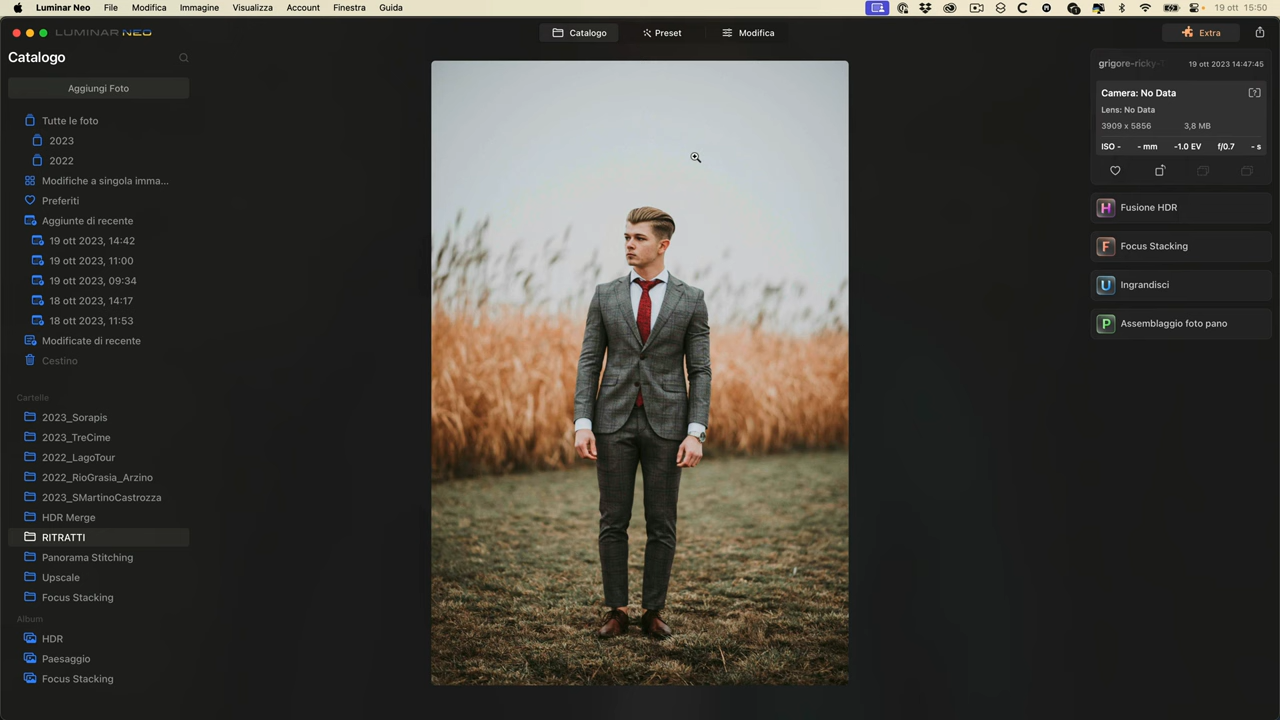 Luminar Neo File Modifica Immagine Visualizza Account Finestra Guida 19 ott 15:50
LUMINAR NEO Catalogo Preset Modifica Extra
Catalogo
Aggiungi Foto
Tutte le foto
2023
2022
Modifiche a singola imma...
Preferiti
Aggiunte di recente
19 ott 2023, 14:42
19 ott 2023, 11:00
19 ott 2023, 09:34
18 ott 2023, 14:17
18 ott 2023, 11:53
Modificate di recente
Cestino
Cartelle
2023_Sorapis
2023_TreCime
2022_LagoTour
2022_RioGrasia_Arzino
2023_SMartinoCastrozza
HDR Merge
RITRATTI
Panorama Stitching
Upscale
Focus Stacking
Album
HDR
Paesaggio
Focus Stacking
grigore-ricky- 19 ott 2023 14:47:45
Camera: No Data
Lens: No Data
3909 x 5856 3,8 MB
ISO - - mm -1.0 EV f/0.7 - s
H Fusione HDR
F Focus Stacking
U Ingrandisci
P Assemblaggio foto pano